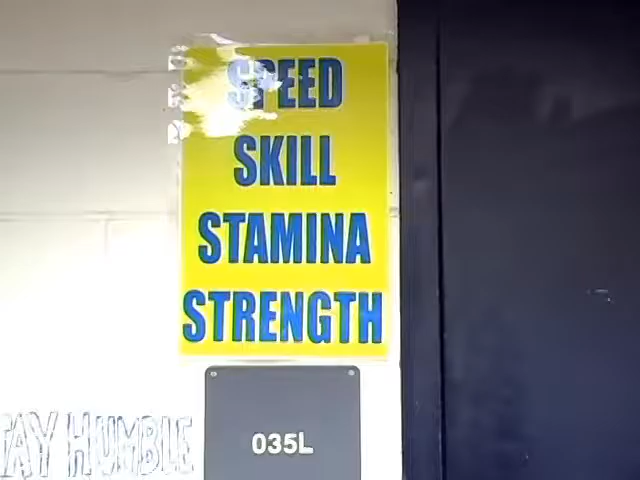 SPEED
SKILL
STAMINA
STRENGTH
035L
TAY HUMBLE